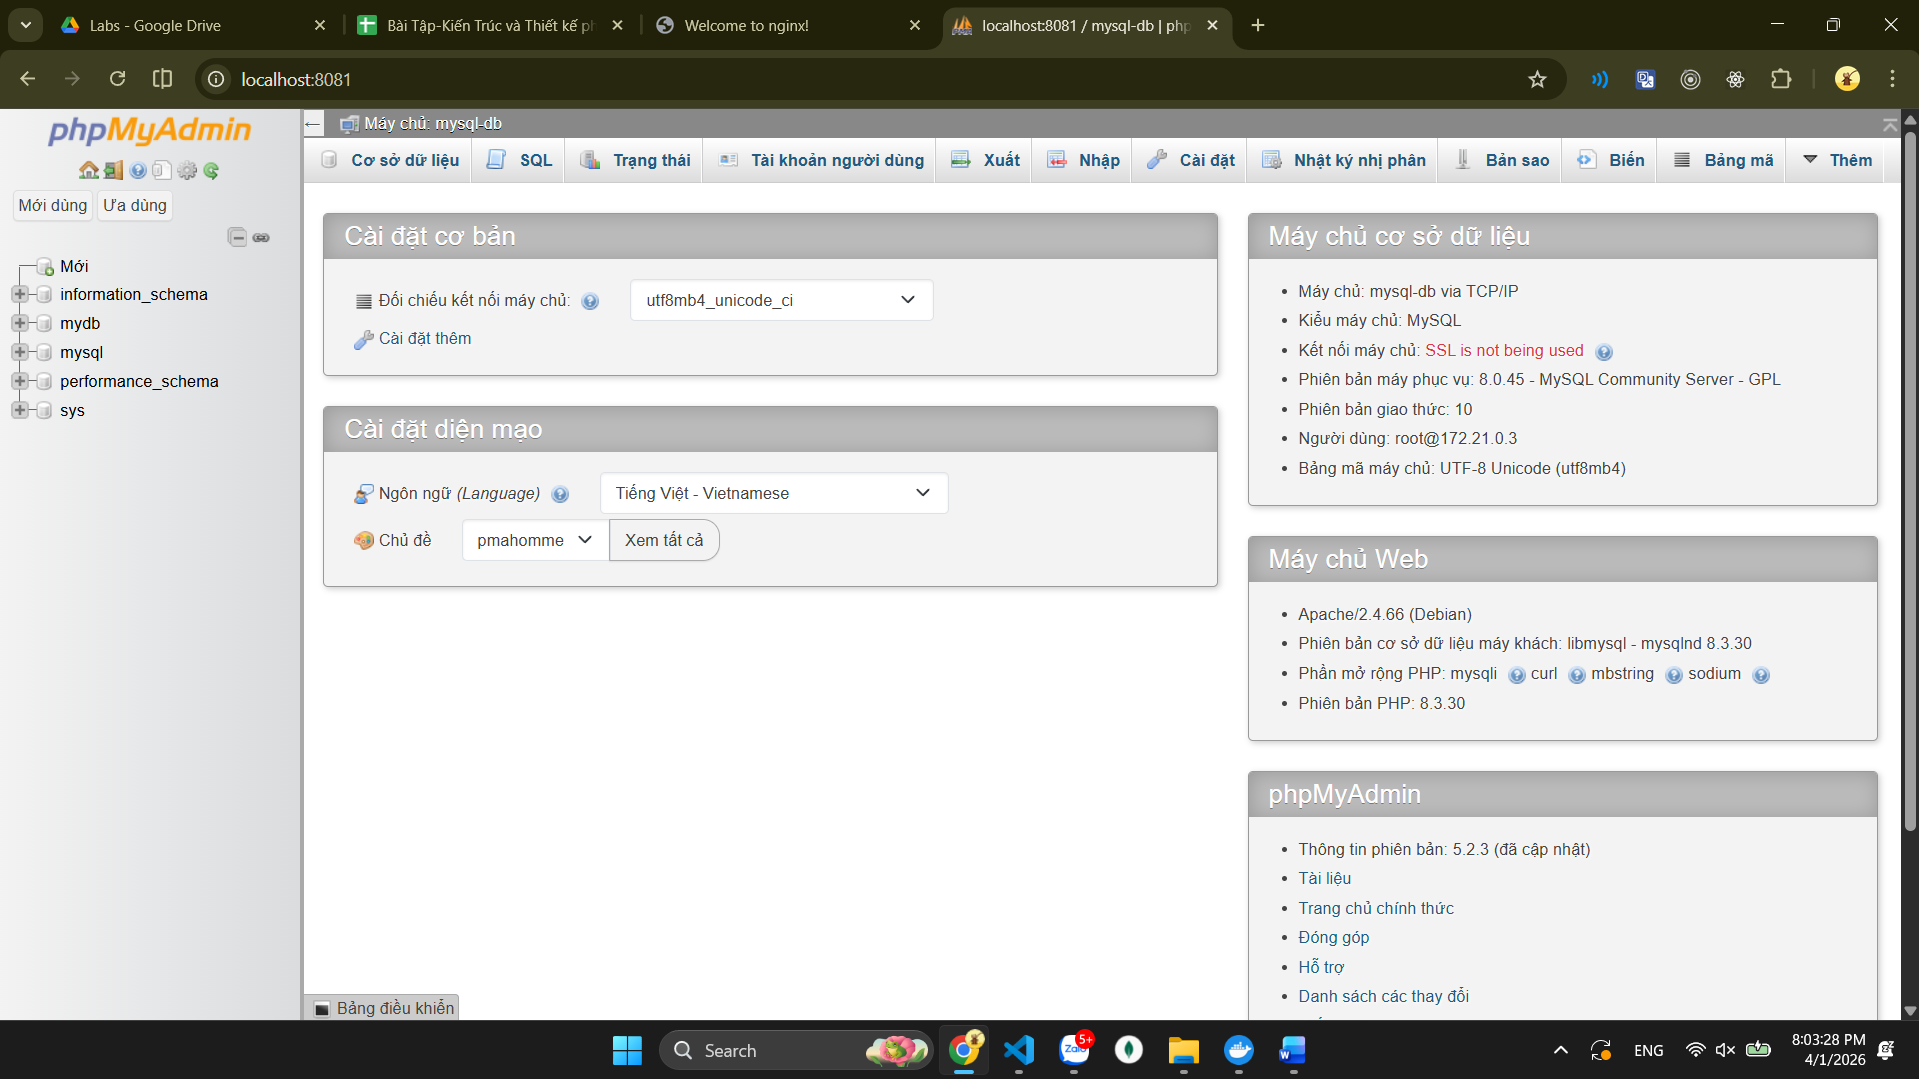 Labs - Google Drive
Bài Tập-Kiến Trúc và Thiết kế ph
Welcome to nginx!
localhost:8081 / mysql-db | php
localhost:8081
phpMyAdmin
Mới dùng
Ưa dùng
Mới
information_schema
mydb
mysql
performance_schema
sys
Máy chủ: mysql-db
Cơ sở dữ liệu
SQL
Trạng thái
Tài khoản người dùng
Xuất
Nhập
Cài đặt
Nhật ký nhị phân
Bản sao
Biến
Bảng mã
Thêm
Cài đặt cơ bản
Đối chiếu kết nối máy chủ:
utf8mb4_unicode_ci
Cài đặt thêm
Cài đặt diện mạo
Ngôn ngữ (Language)
Tiếng Việt - Vietnamese
Chủ đề
pmahomme
Xem tất cả
Máy chủ cơ sở dữ liệu
Máy chủ: mysql-db via TCP/IP
Kiểu máy chủ: MySQL
Kết nối máy chủ: SSL is not being used
Phiên bản máy phục vụ: 8.0.45 - MySQL Community Server - GPL
Phiên bản giao thức: 10
Người dùng: root@172.21.0.3
Bảng mã máy chủ: UTF-8 Unicode (utf8mb4)
Máy chủ Web
Apache/2.4.66 (Debian)
Phiên bản cơ sở dữ liệu máy khách: libmysql - mysqlnd 8.3.30
Phần mở rộng PHP: mysqli curl mbstring sodium
Phiên bản PHP: 8.3.30
phpMyAdmin
Thông tin phiên bản: 5.2.3 (đã cập nhật)
Tài liệu
Trang chủ chính thức
Đóng góp
Hỗ trợ
Danh sách các thay đổi
Bảng điều khiển
Search
Zalo
5+
ENG
8:03:28 PM
4/1/2026